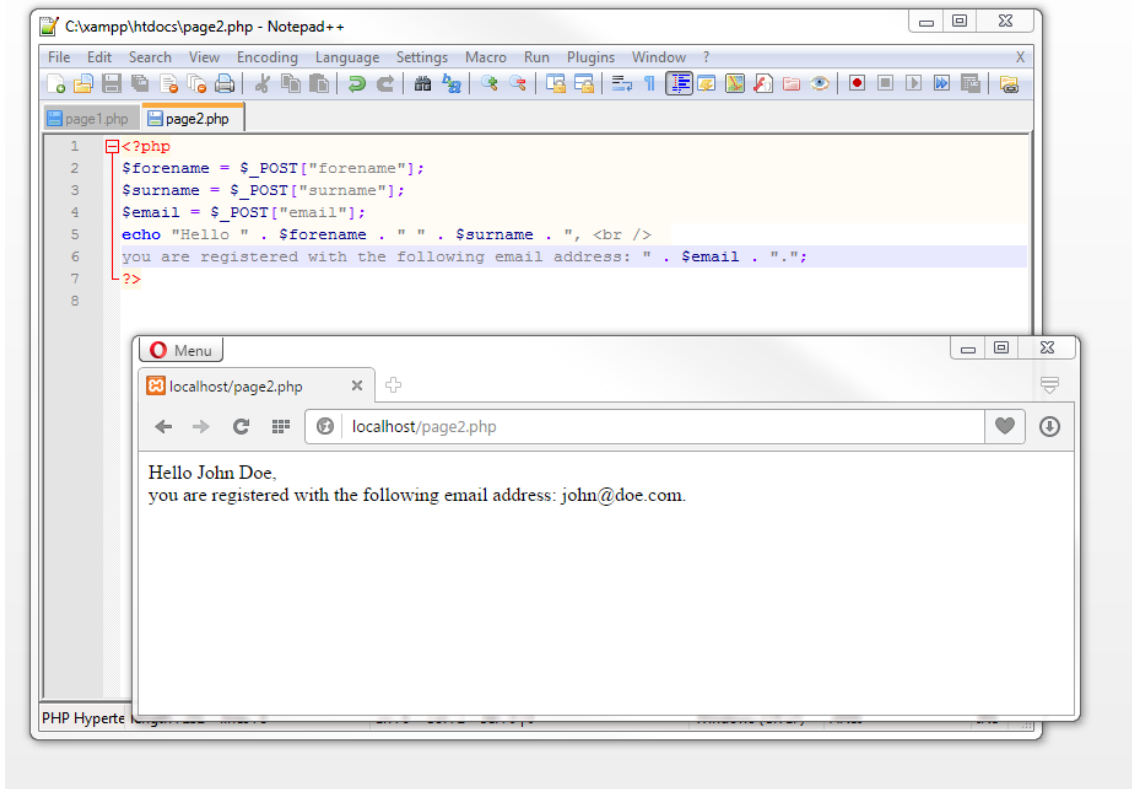 C:\xampp\htdocs\page2.php - Notepad++
File Edit Search View Encoding Language Settings Macro Run Plugins Window ? X
page1.php page2.php
1 <?php
2 $forename = $_POST["forename"];
3 $surname = $_POST["surname"];
4 $email = $_POST["email"];
5 echo "Hello " . $forename . " " . $surname . ", <br />
6 you are registered with the following email address: " . $email . ".";
7 ?>
8
Menu
localhost/page2.php
localhost/page2.php
Hello John Doe,
you are registered with the following email address: john@doe.com.
PHP Hyperte